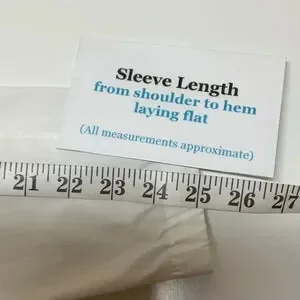 Sleeve Length
from shoulder to hem
laying flat
(All measurements approximate)
21 22 23 24 25 26 27